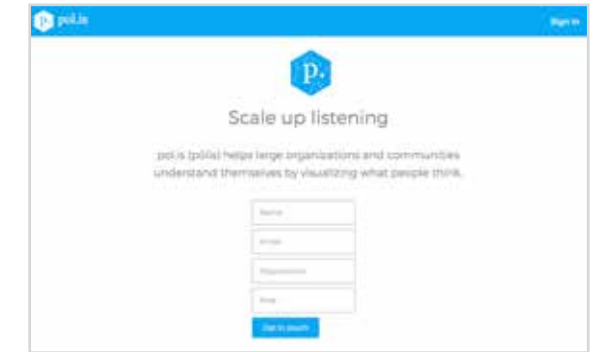 p. pol.is
Sign in
p.
Scale up listening
pol.is (pólis) helps large organizations and communities
understand themselves by visualizing what people think.
Name
Email
Organization
Role
Get in touch